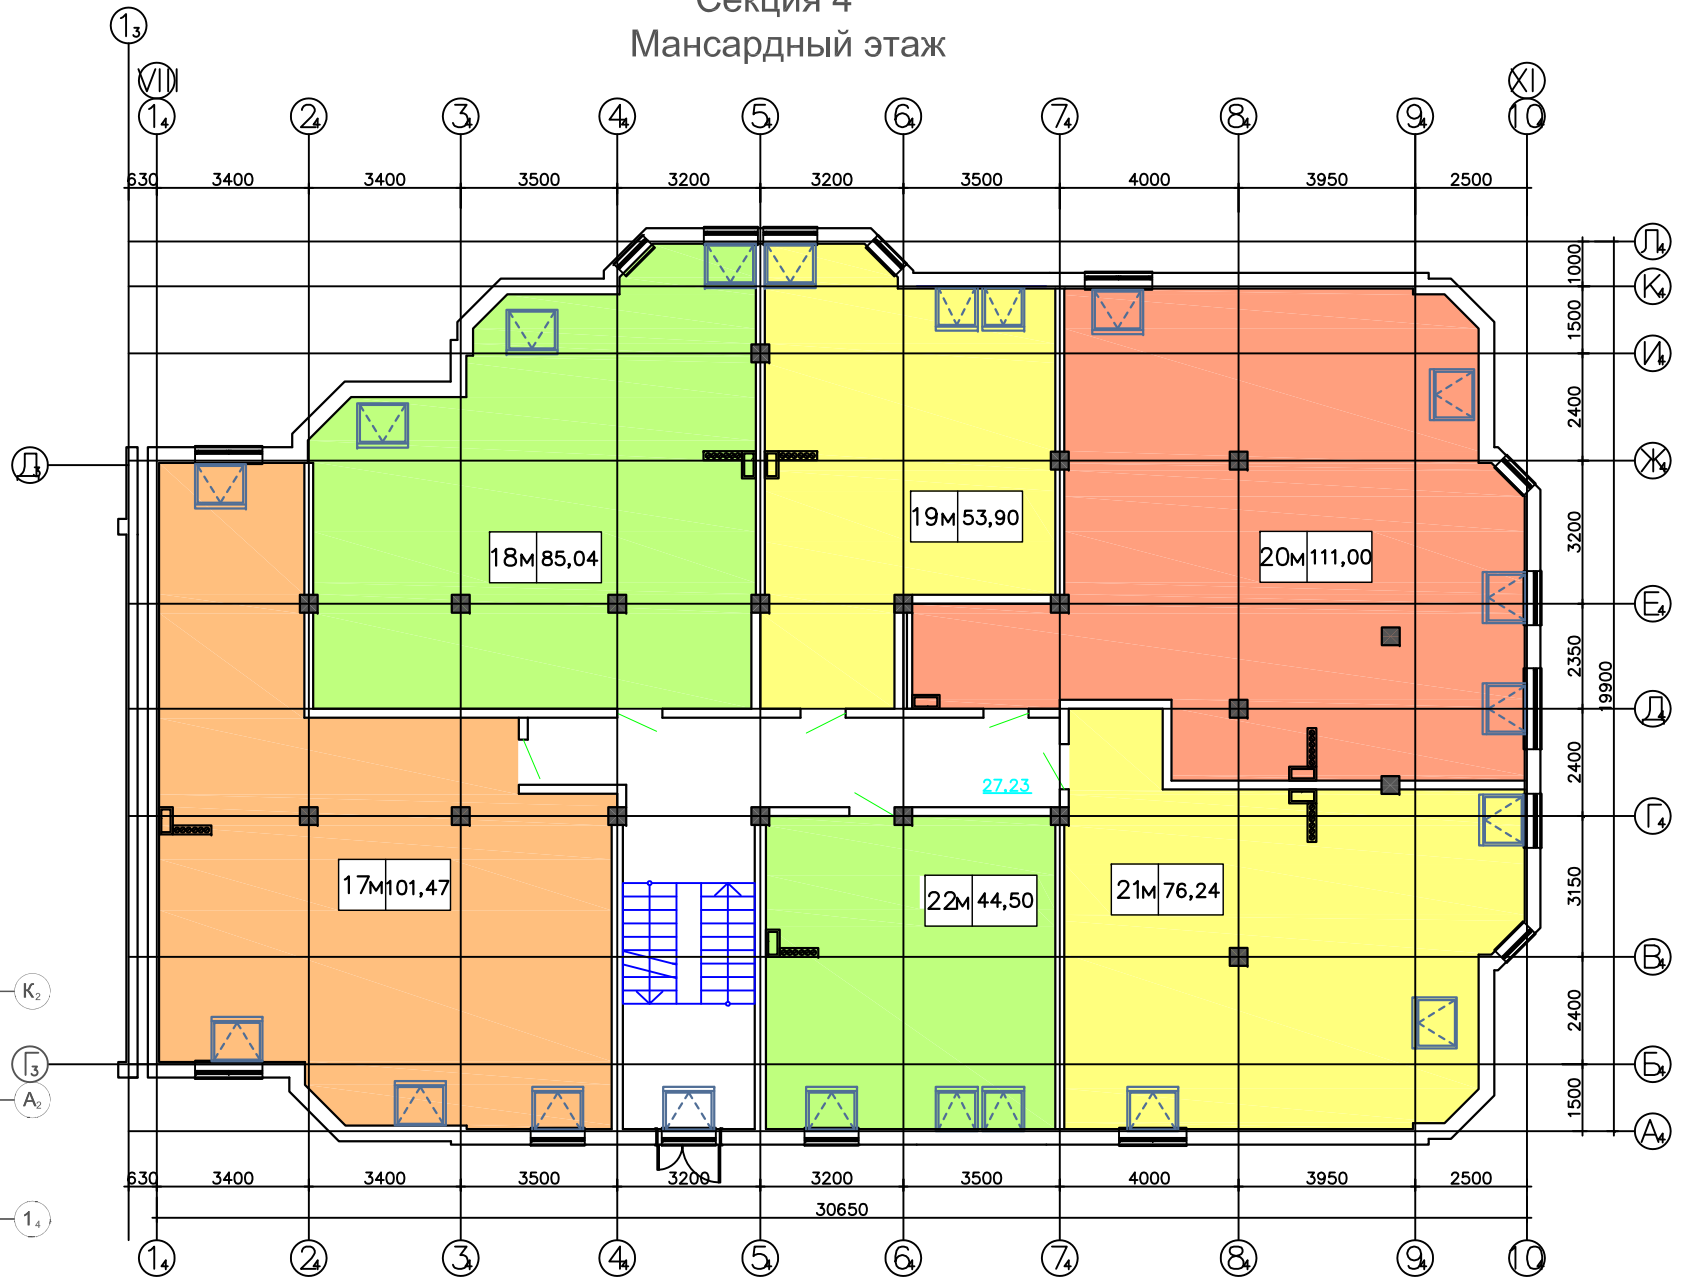 Секция 4
Мансардный этаж
1₃
VIII
XI
1₄ 2₄ 3₄ 4₄ 5₄ 6₄ 7₄ 8₄ 9₄ 10₄
630 3400 3400 3500 3200 3200 3500 4000 3950 2500
Л₄
1000
К₄
1500
И₄
2400
Д₃
Ж₄
3200
19м 53,90
18м 85,04
20м 111,00
Е₄
2350
19900
Д₄
2400
27.23
Г₄
3150
17м 101,47
22м 44,50
21м 76,24
В₄
К₂
2400
Г₃
Б₄
А₂
1500
А₄
630 3400 3400 3500 3200 3200 3500 4000 3950 2500
30650
1₄
1₄ 2₄ 3₄ 4₄ 5₄ 6₄ 7₄ 8₄ 9₄ 10₄